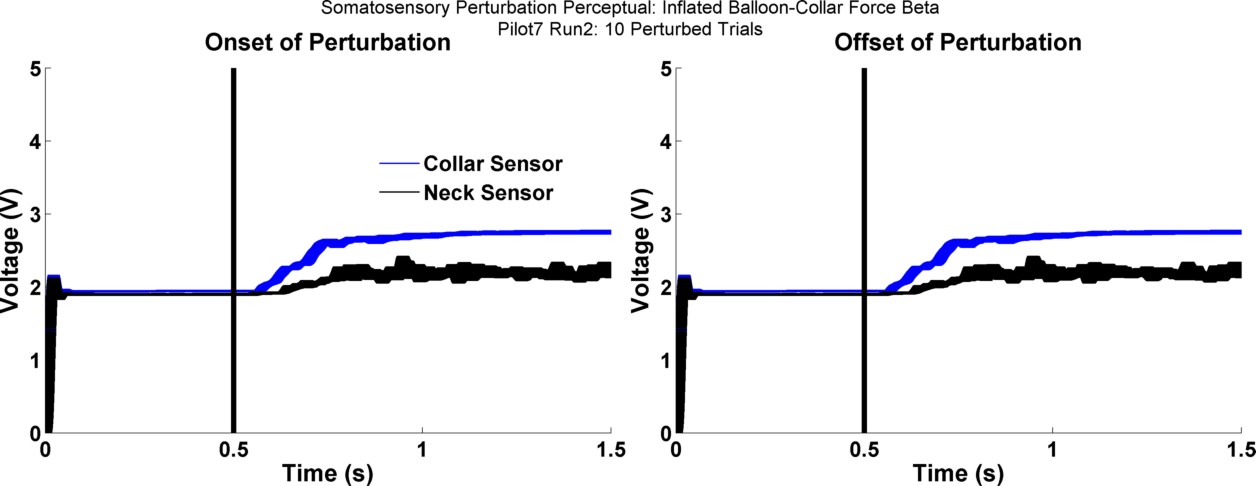 Somatosensory Perturbation Perceptual: Inflated Balloon-Collar Force Beta
Pilot7 Run2: 10 Perturbed Trials
Onset of Perturbation
5
4
3
2
1
0
Voltage (V)
Collar Sensor
Neck Sensor
0
0.5
1
1.5
Time (s)
Offset of Perturbation
5
4
3
2
1
0
Voltage (V)
0
0.5
1
1.5
Time (s)